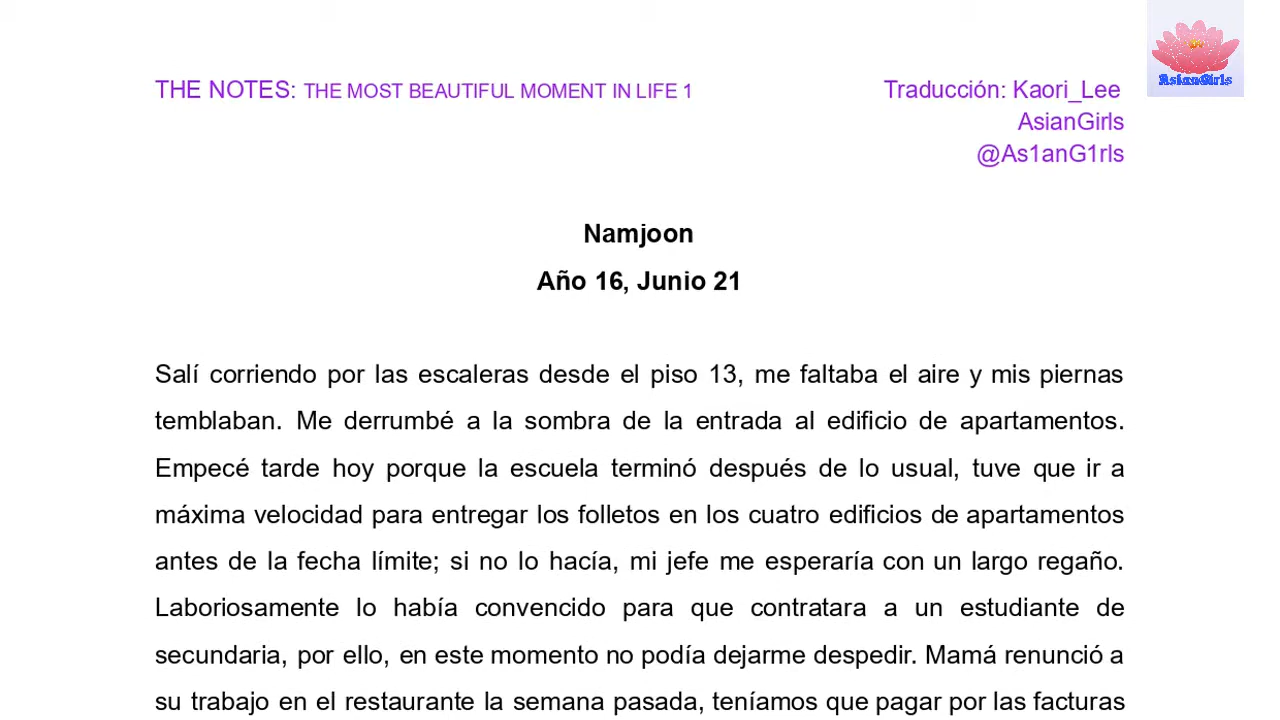 THE NOTES: THE MOST BEAUTIFUL MOMENT IN LIFE 1
Traducción: Kaori_Lee
AsianGirls
@As1anG1rls
AsianGirls
Namjoon
Año 16, Junio 21
Salí corriendo por las escaleras desde el piso 13, me faltaba el aire y mis piernas
temblaban. Me derrumbé a la sombra de la entrada al edificio de apartamentos.
Empecé tarde hoy porque la escuela terminó después de lo usual, tuve que ir a
máxima velocidad para entregar los folletos en los cuatro edificios de apartamentos
antes de la fecha límite; si no lo hacía, mi jefe me esperaría con un largo regaño.
Laboriosamente lo había convencido para que contratara a un estudiante de
secundaria, por ello, en este momento no podía dejarme despedir. Mamá renunció a
su trabajo en el restaurante la semana pasada, teníamos que pagar por las facturas